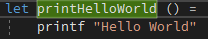 let printHelloWorld () =
    printf "Hello World"